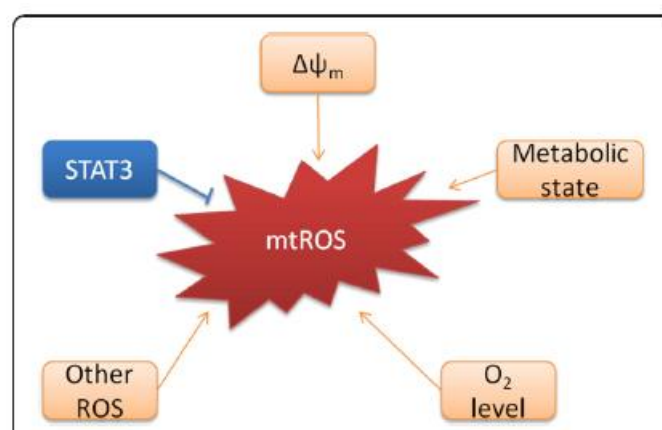 Δψₘ
STAT3
Metabolic
state
mtROS
Other
ROS
O₂
level